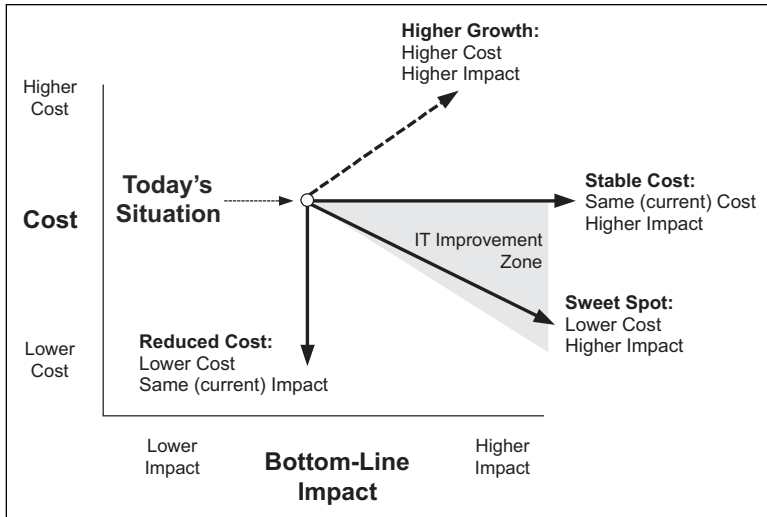 Higher Growth:
Higher Cost
Higher Impact
Higher
Cost
Today's
Situation
Stable Cost:
Same (current) Cost
Higher Impact
Cost
IT Improvement
Zone
Sweet Spot:
Lower Cost
Higher Impact
Reduced Cost:
Lower Cost
Same (current) Impact
Lower
Cost
Lower
Impact
Bottom-Line
Impact
Higher
Impact